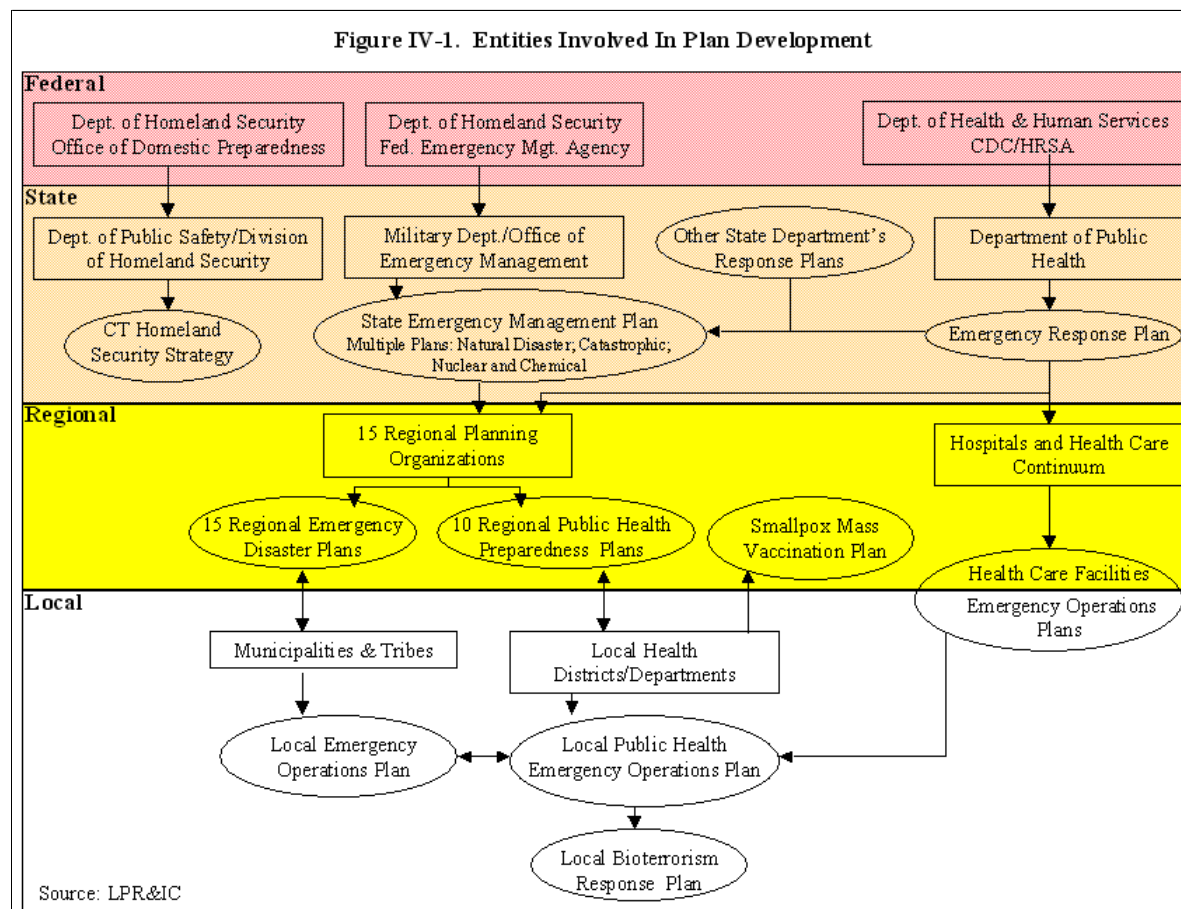 Figure IV-1. Entities Involved In Plan Development
Federal
Dept. of Homeland Security
Office of Domestic Preparedness
Dept. of Homeland Security
Fed. Emergency Mgt. Agency
Dept. of Health & Human Services
CDC/HRSA
State
Dept. of Public Safety/Division
of Homeland Security
Military Dept./Office of
Emergency Management
Other State Department's
Response Plans
Department of Public
Health
CT Homeland
Security Strategy
State Emergency Management Plan
Multiple Plans: Natural Disaster; Catastrophic;
Nuclear and Chemical
Emergency Response Plan
Regional
15 Regional Planning
Organizations
Hospitals and Health Care
Continuum
15 Regional Emergency
Disaster Plans
10 Regional Public Health
Preparedness Plans
Smallpox Mass
Vaccination Plan
Health Care Facilities
Emergency Operations
Plans
Local
Municipalities & Tribes
Local Health
Districts/Departments
Local Emergency
Operations Plan
Local Public Health
Emergency Operations Plan
Local Bioterrorism
Response Plan
Source: LPR&IC